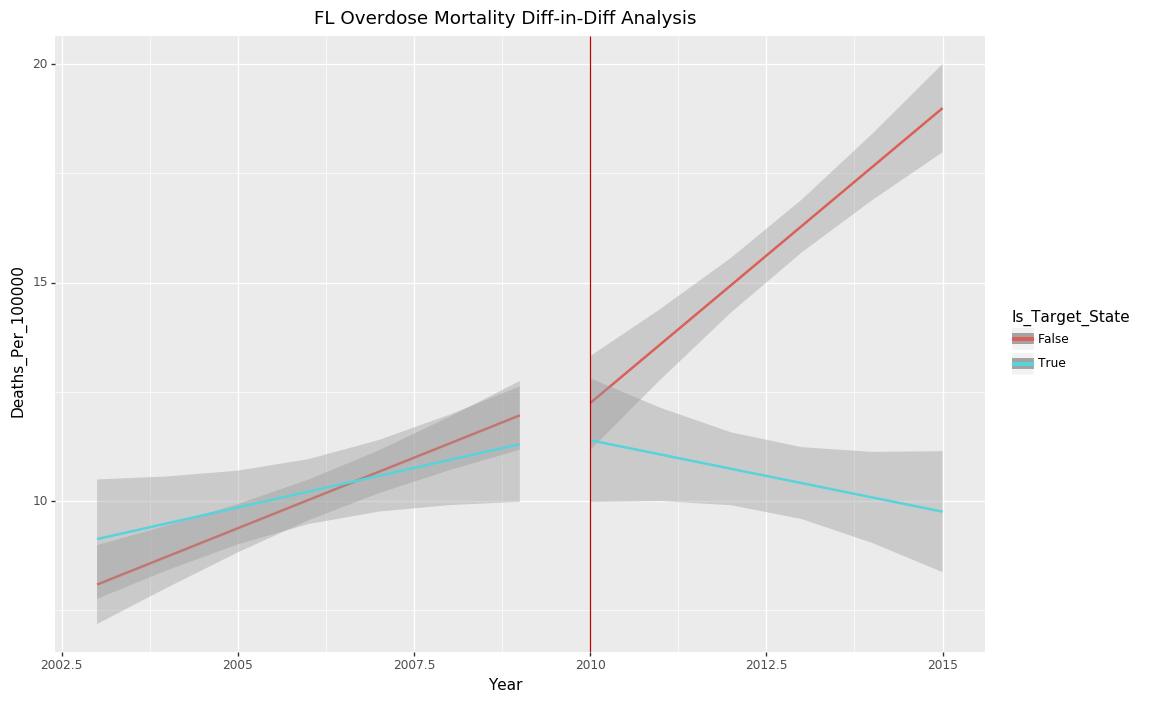 FL Overdose Mortality Diff-in-Diff Analysis
20
15
10
Deaths_Per_100000
2002.5
2005
2007.5
2010
2012.5
2015
Year
Is_Target_State
False
True